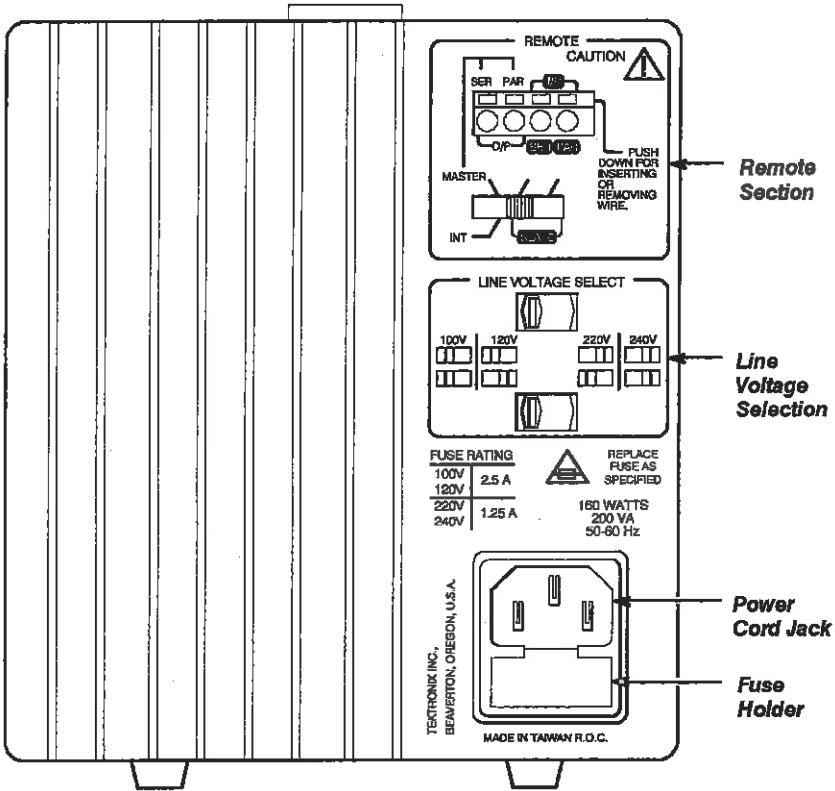 REMOTE
CAUTION
SER PAR
O/P
PUSH
DOWN FOR
INSERTING
OR
REMOVING
WIRE.
MASTER
INT
Remote
Section
LINE VOLTAGE SELECT
100V 120V 220V 240V
Line
Voltage
Selection
FUSE RATING
100V
120V
2.5 A
220V
240V
1.25 A
REPLACE
FUSE AS
SPECIFIED
160 WATTS
200 VA
50-60 Hz
TEKTRONIX INC.,
BEAVERTON, OREGON, U.S.A.
Power
Cord Jack
Fuse
Holder
MADE IN TAIWAN R.O.C.